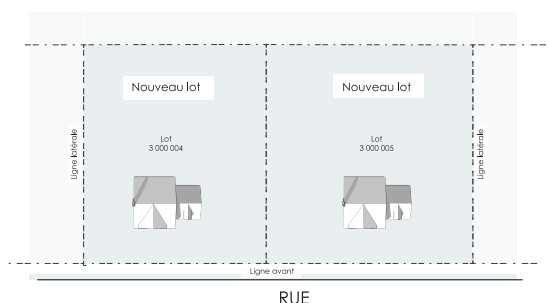 Nouveau lot
Nouveau lot
Lot
3 000 004
Lot
3 000 005
Ligne latérale
Ligne latérale
Ligne avant
RUE